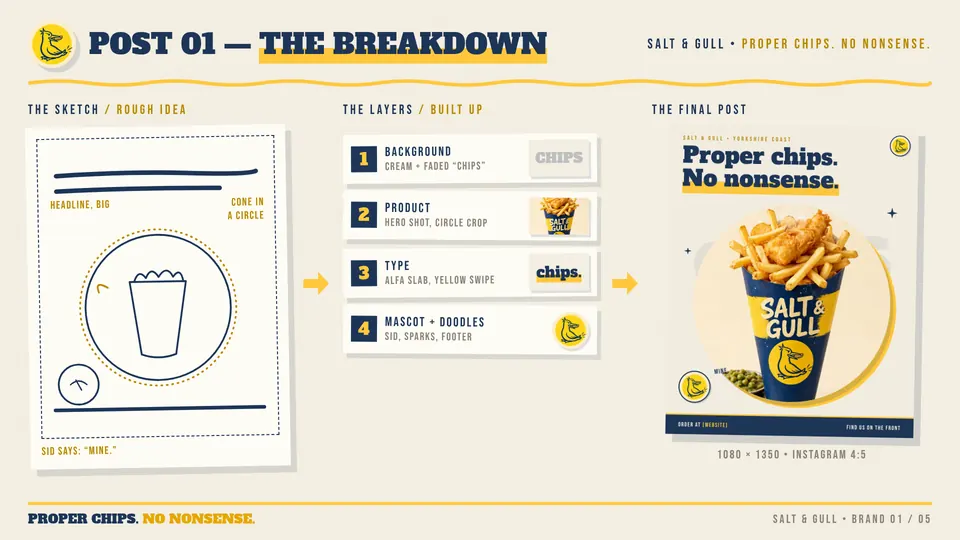 POST 01 — THE BREAKDOWN
SALT & GULL • PROPER CHIPS. NO NONSENSE.
THE SKETCH / ROUGH IDEA
HEADLINE, BIG
CONE IN
A CIRCLE
SID SAYS: “MINE.”
THE LAYERS / BUILT UP
1
BACKGROUND
CREAM + FADED “CHIPS”
CHIPS
2
PRODUCT
HERO SHOT, CIRCLE CROP
SALT &
GULL
3
TYPE
ALFA SLAB, YELLOW SWIPE
chips.
4
MASCOT + DOODLES
SID, SPARKS, FOOTER
THE FINAL POST
SALT & GULL • YORKSHIRE COAST
Proper chips.
No nonsense.
SALT &
GULL
MINE.
ORDER AT [WEBSITE]
FIND US ON THE FRONT
1080 × 1350 • INSTAGRAM 4:5
PROPER CHIPS. NO NONSENSE.
SALT & GULL • BRAND 01 / 05